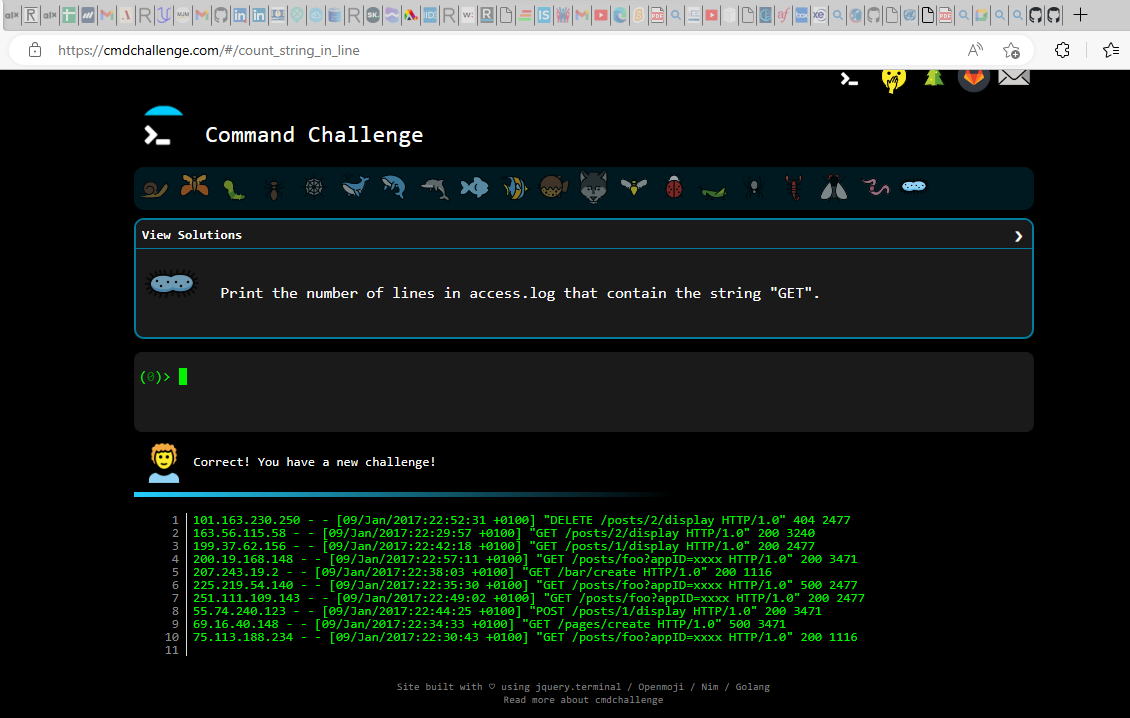 https://cmdchallenge.com/#/count_string_in_line
Command Challenge
View Solutions
Print the number of lines in access.log that contain the string "GET".
(0)>
Correct! You have a new challenge!
1 101.163.230.250 - - [09/Jan/2017:22:52:31 +0100] "DELETE /posts/2/display HTTP/1.0" 404 2477
2 163.56.115.58 - - [09/Jan/2017:22:29:57 +0100] "GET /posts/2/display HTTP/1.0" 200 3240
3 199.37.62.156 - - [09/Jan/2017:22:42:18 +0100] "GET /posts/1/display HTTP/1.0" 200 2477
4 200.19.168.148 - - [09/Jan/2017:22:57:11 +0100] "GET /posts/foo?appID=xxxx HTTP/1.0" 200 3471
5 207.243.19.2 - - [09/Jan/2017:22:38:03 +0100] "GET /bar/create HTTP/1.0" 200 1116
6 225.219.54.140 - - [09/Jan/2017:22:35:30 +0100] "GET /posts/foo?appID=xxxx HTTP/1.0" 500 2477
7 251.111.109.143 - - [09/Jan/2017:22:49:02 +0100] "GET /posts/foo?appID=xxxx HTTP/1.0" 200 2477
8 55.74.240.123 - - [09/Jan/2017:22:44:25 +0100] "POST /posts/1/display HTTP/1.0" 200 3471
9 69.16.40.148 - - [09/Jan/2017:22:34:33 +0100] "GET /pages/create HTTP/1.0" 500 3471
10 75.113.188.234 - - [09/Jan/2017:22:30:43 +0100] "GET /posts/foo?appID=xxxx HTTP/1.0" 200 1116
11
Site built with ♡ using jquery.terminal / Openmoji / Nim / Golang
Read more about cmdchallenge